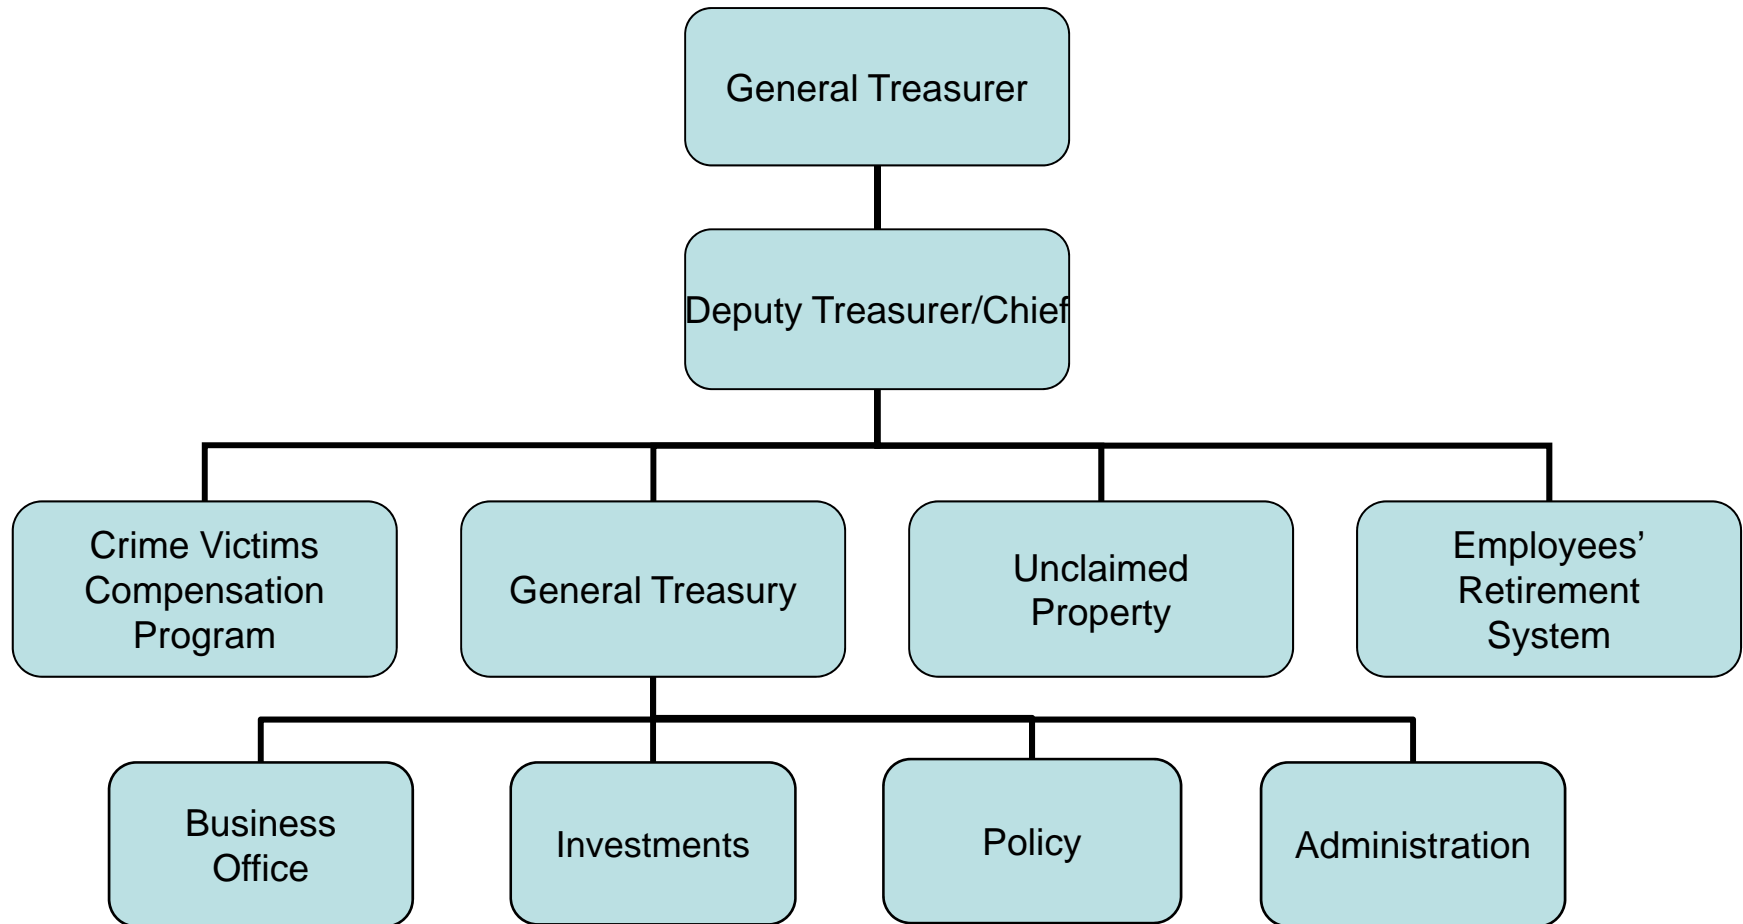 General Treasurer
Deputy Treasurer/Chief
Crime Victims
Compensation
Program
General Treasury
Unclaimed
Property
Employees’
Retirement
System
Business
Office
Investments
Policy
Administration